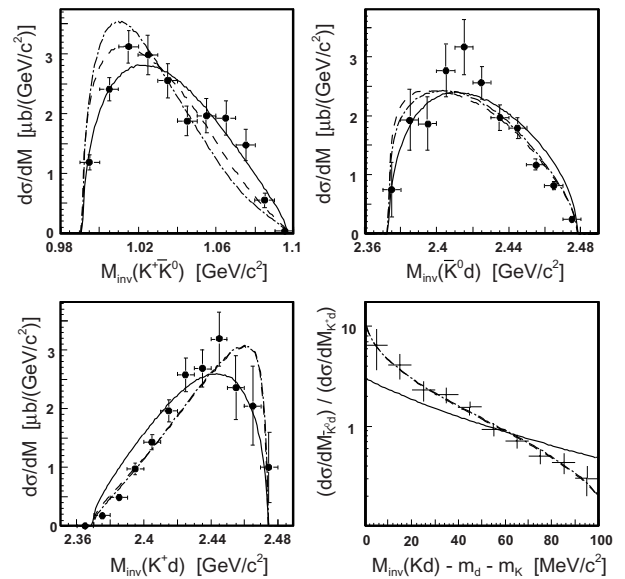 dσ/dM [μb/(GeV/c²)]
3
2
1
0
0.98 1.02 1.06 1.1
M_inv(K⁺K̅⁰) [GeV/c²]
dσ/dM [μb/(GeV/c²)]
3
2
1
0
2.36 2.4 2.44 2.48
M_inv(K̅⁰d) [GeV/c²]
dσ/dM [μb/(GeV/c²)]
3
2
1
0
2.36 2.4 2.44 2.48
M_inv(K⁺d) [GeV/c²]
(dσ/dM_K̅⁰d) / (dσ/dM_K⁺d)
10
1
0 20 40 60 80 100
M_inv(Kd) - m_d - m_K [MeV/c²]